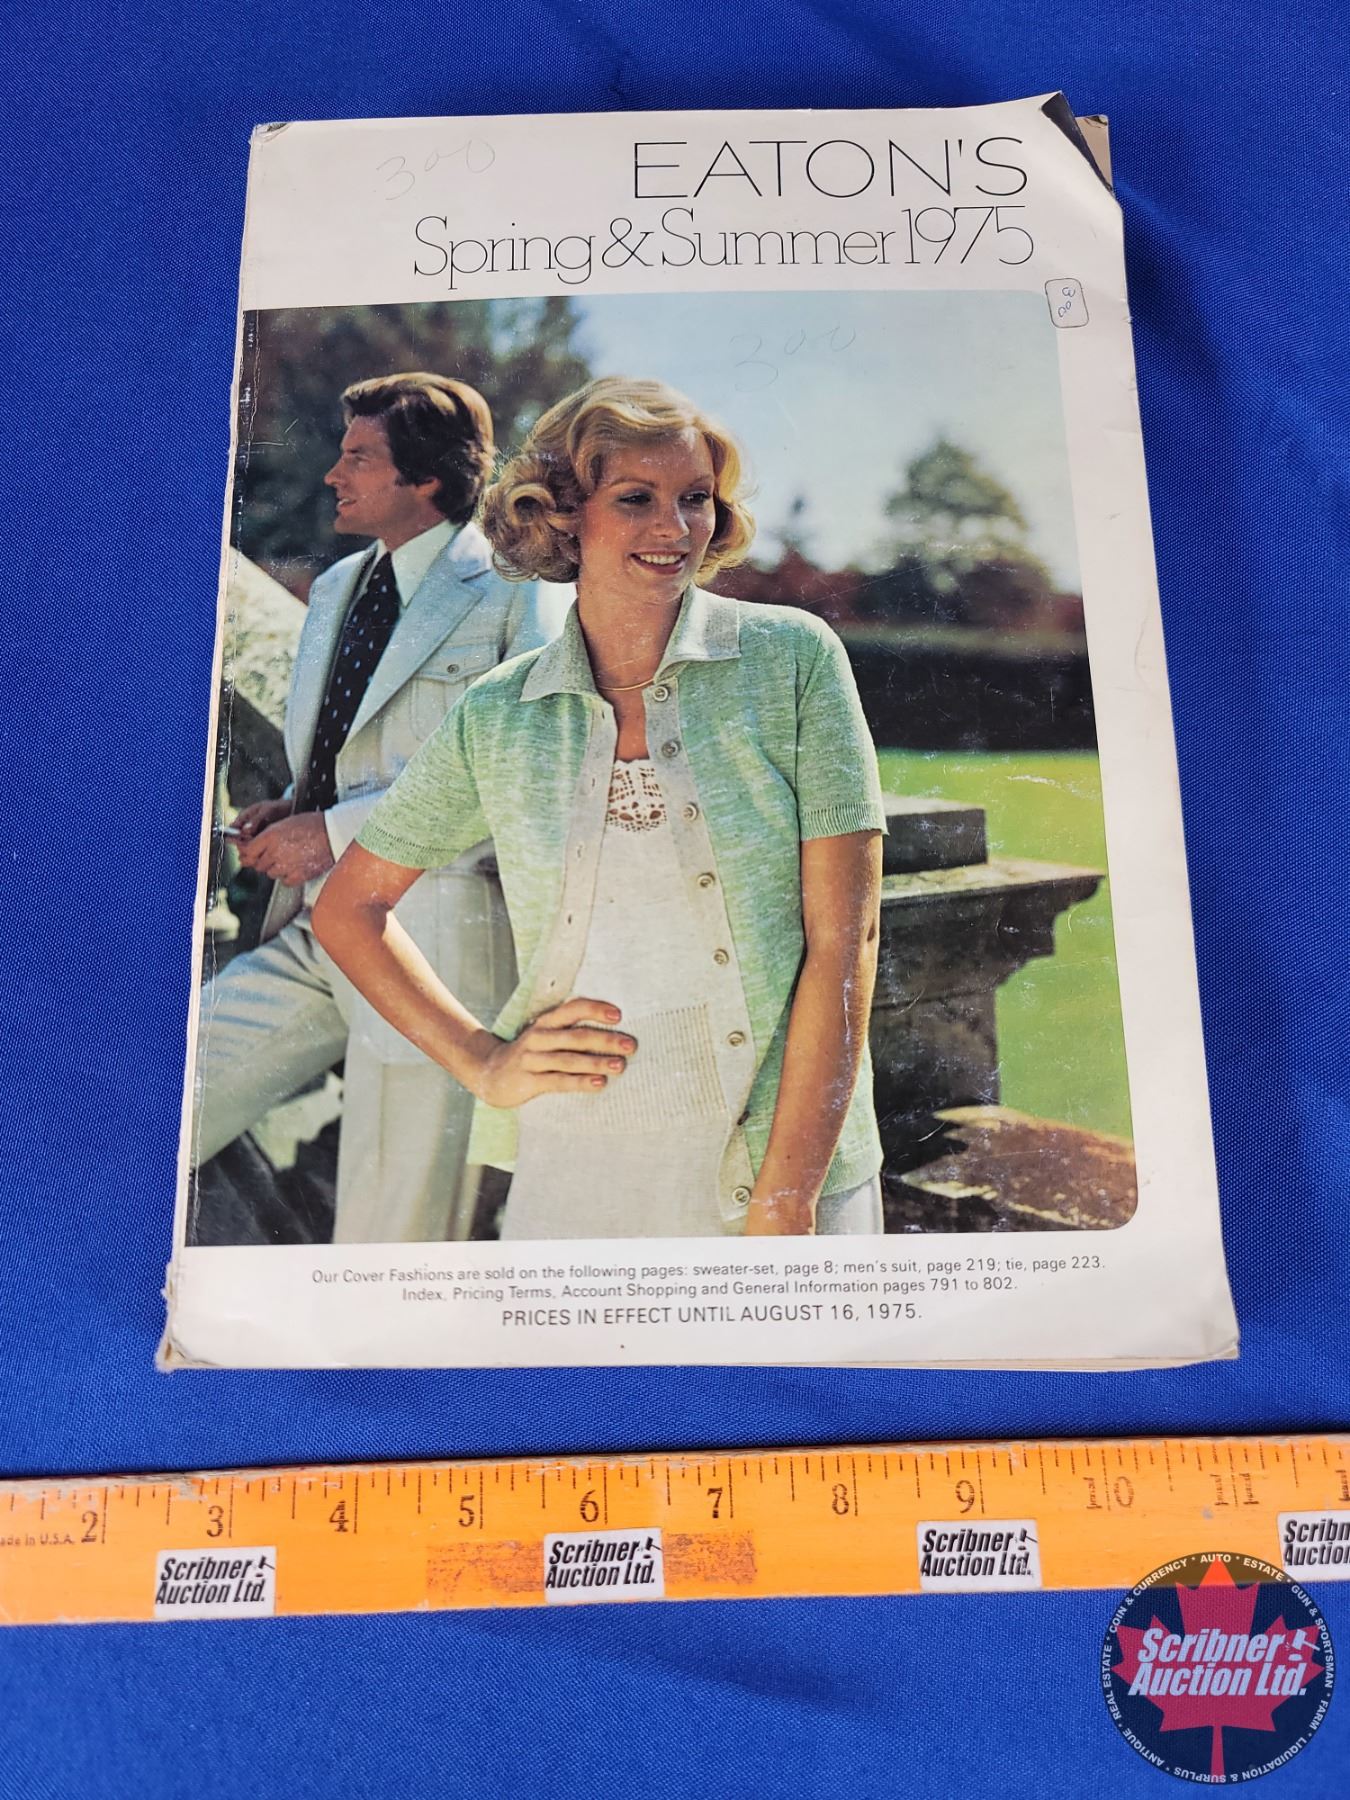 300
EATON'S
Spring & Summer 1975
300
300
Our Cover Fashions are sold on the following pages: sweater-set, page 8; men's suit, page 219; tie, page 223.
Index, Pricing Terms, Account Shopping and General Information pages 791 to 802.
PRICES IN EFFECT UNTIL AUGUST 16, 1975.
2 3 4 5 6 7 8 9 10 11
ade in U.S.A.
Scribner
Auction Ltd.
Scribner
Auction Ltd.
Scribner
Auction Ltd.
Scribn
Auction
REAL ESTATE • COIN & CURRENCY • AUTO • ESTATE • GUN & SPORTSMAN • FARM • LIQUIDATION & SURPLUS • ANTIQUE •
Scribner
Auction Ltd.